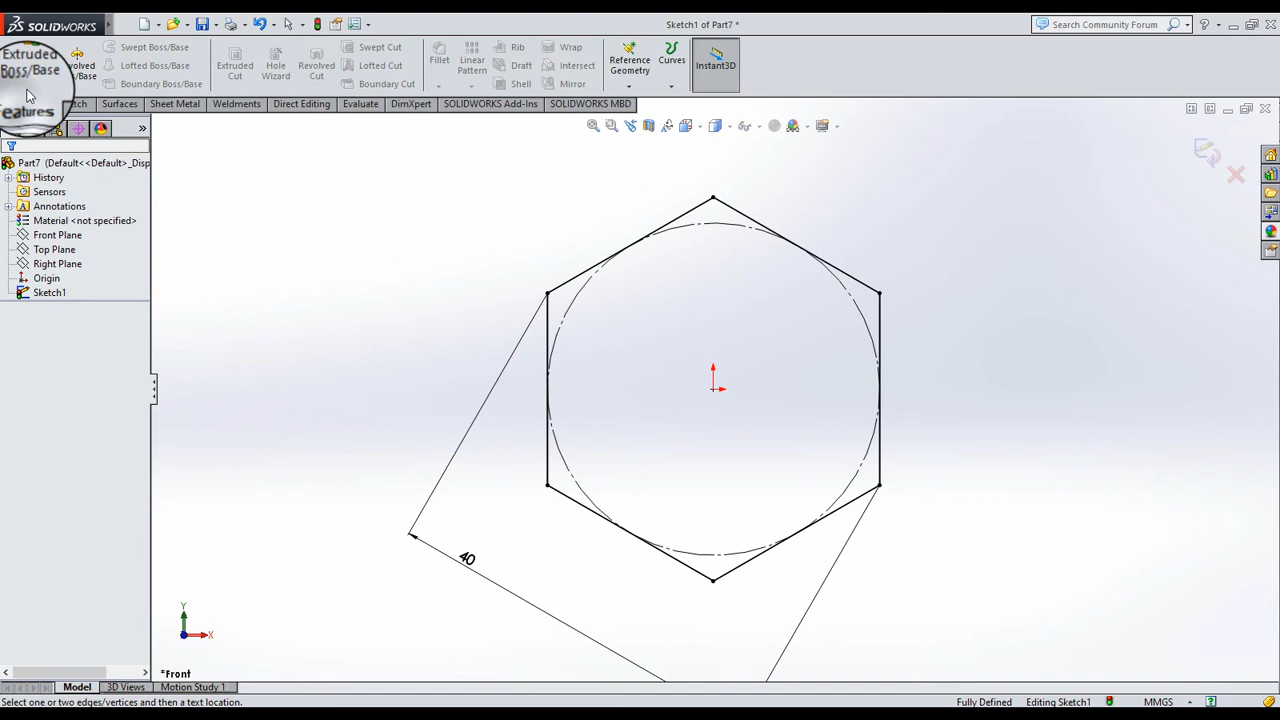 SOLIDWORKS
Sketch1 of Part7 *
Search Community Forum
Extruded Boss/Base
Swept Boss/Base
Lofted Boss/Base
Boundary Boss/Base
Extruded Cut
Hole Wizard
Revolved Cut
Swept Cut
Lofted Cut
Boundary Cut
Fillet
Linear Pattern
Rib
Draft
Shell
Wrap
Intersect
Mirror
Reference Geometry
Curves
Instant3D
Features
Surfaces
Sheet Metal
Weldments
Direct Editing
Evaluate
DimXpert
SOLIDWORKS Add-Ins
SOLIDWORKS MBD
Part7 (Default<<Default>_Disp
History
Sensors
Annotations
Material <not specified>
Front Plane
Top Plane
Right Plane
Origin
Sketch1
40
Y
X
*Front
Model
3D Views
Motion Study 1
Select one or two edges/vertices and then a text location.
Fully Defined
Editing Sketch1
MMGS